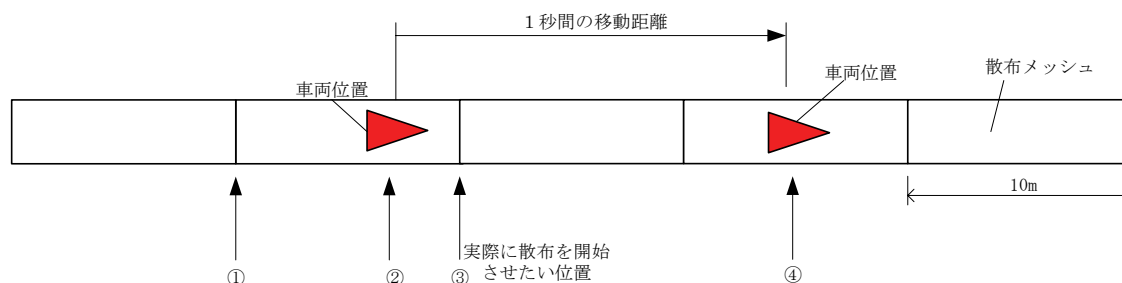 １秒間の移動距離
車両位置
車両位置
散布メッシュ
10m
①
②
③
実際に散布を開始
させたい位置
④